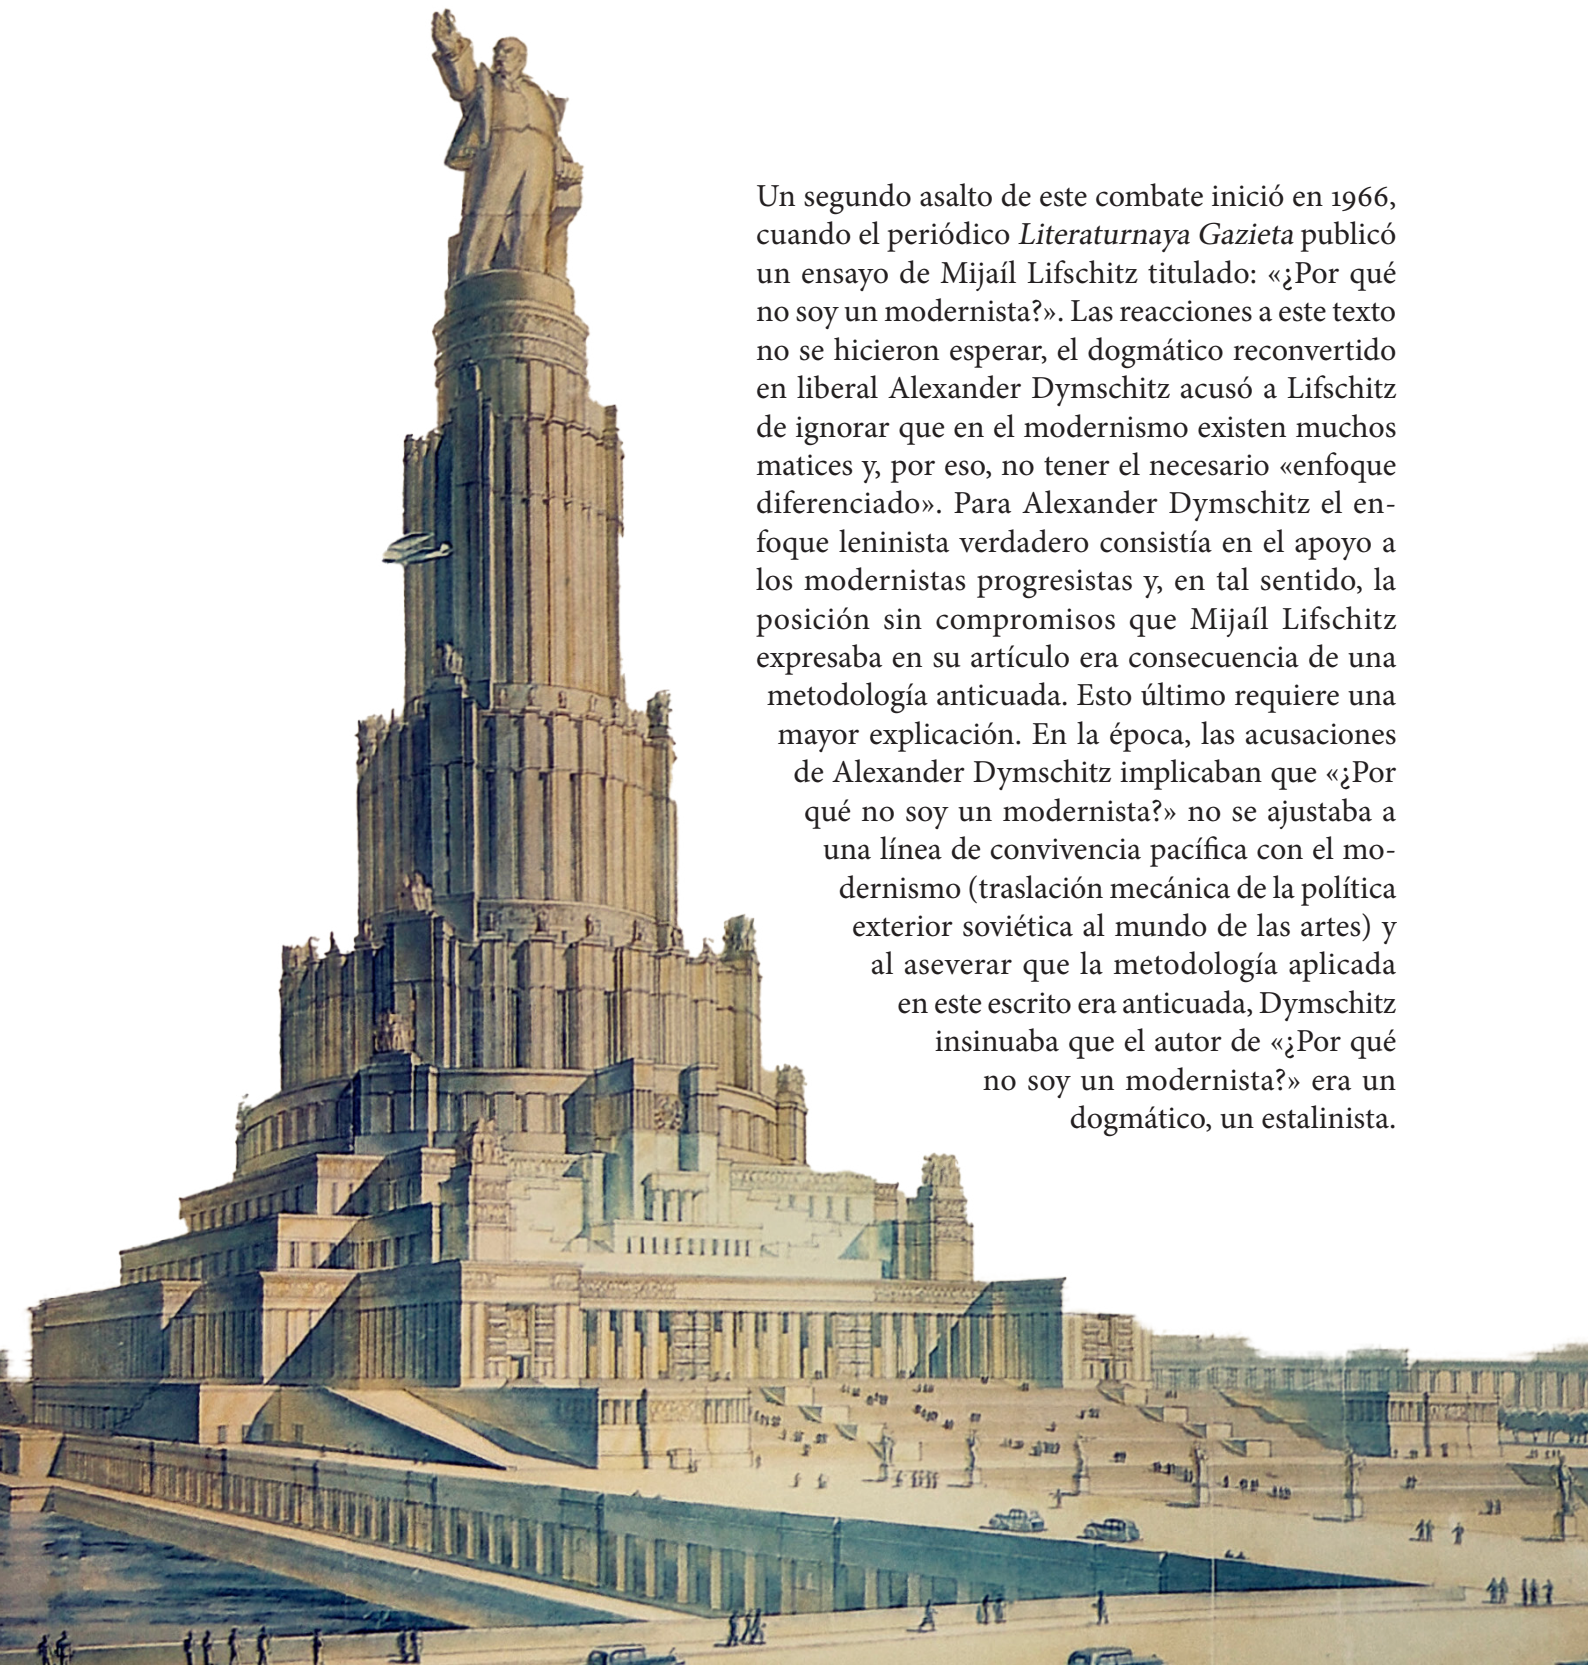 Un segundo asalto de este combate inició en 1966,
cuando el periódico Literaturnaya Gazieta publicó
un ensayo de Mijaíl Lifschitz titulado: «¿Por qué
no soy un modernista?». Las reacciones a este texto
no se hicieron esperar, el dogmático reconvertido
en liberal Alexander Dymschitz acusó a Lifschitz
de ignorar que en el modernismo existen muchos
matices y, por eso, no tener el necesario «enfoque
diferenciado». Para Alexander Dymschitz el en-
foque leninista verdadero consistía en el apoyo a
los modernistas progresistas y, en tal sentido, la
posición sin compromisos que Mijaíl Lifschitz
expresaba en su artículo era consecuencia de una
metodología anticuada. Esto último requiere una
mayor explicación. En la época, las acusaciones
de Alexander Dymschitz implicaban que «¿Por
qué no soy un modernista?» no se ajustaba a
una línea de convivencia pacífica con el mo-
dernismo (traslación mecánica de la política
exterior soviética al mundo de las artes) y
al aseverar que la metodología aplicada
en este escrito era anticuada, Dymschitz
insinuaba que el autor de «¿Por qué
no soy un modernista?» era un
dogmático, un estalinista.